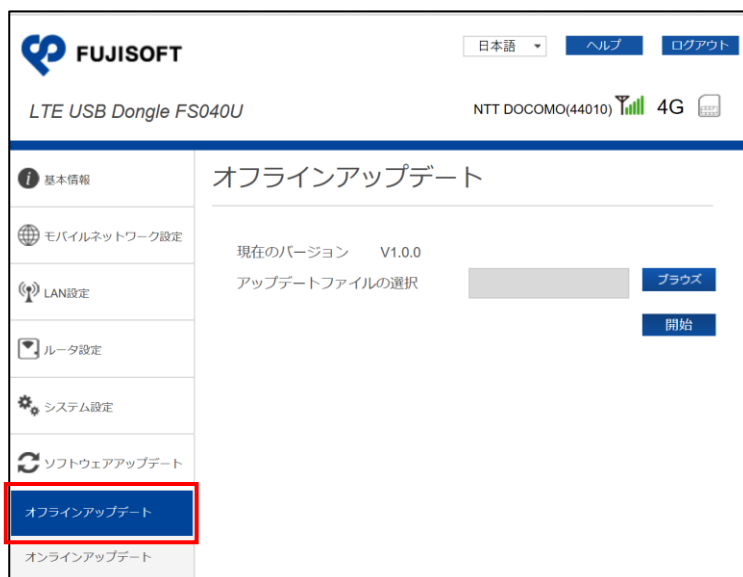 FUJISOFT
日本語 ヘルプ ログアウト
LTE USB Dongle FS040U
NTT DOCOMO(44010) 4G
基本情報
モバイルネットワーク設定
LAN設定
ルータ設定
システム設定
ソフトウェアアップデート
オフラインアップデート
オンラインアップデート
オフラインアップデート
現在のバージョン V1.0.0
アップデートファイルの選択 ブラウズ
開始